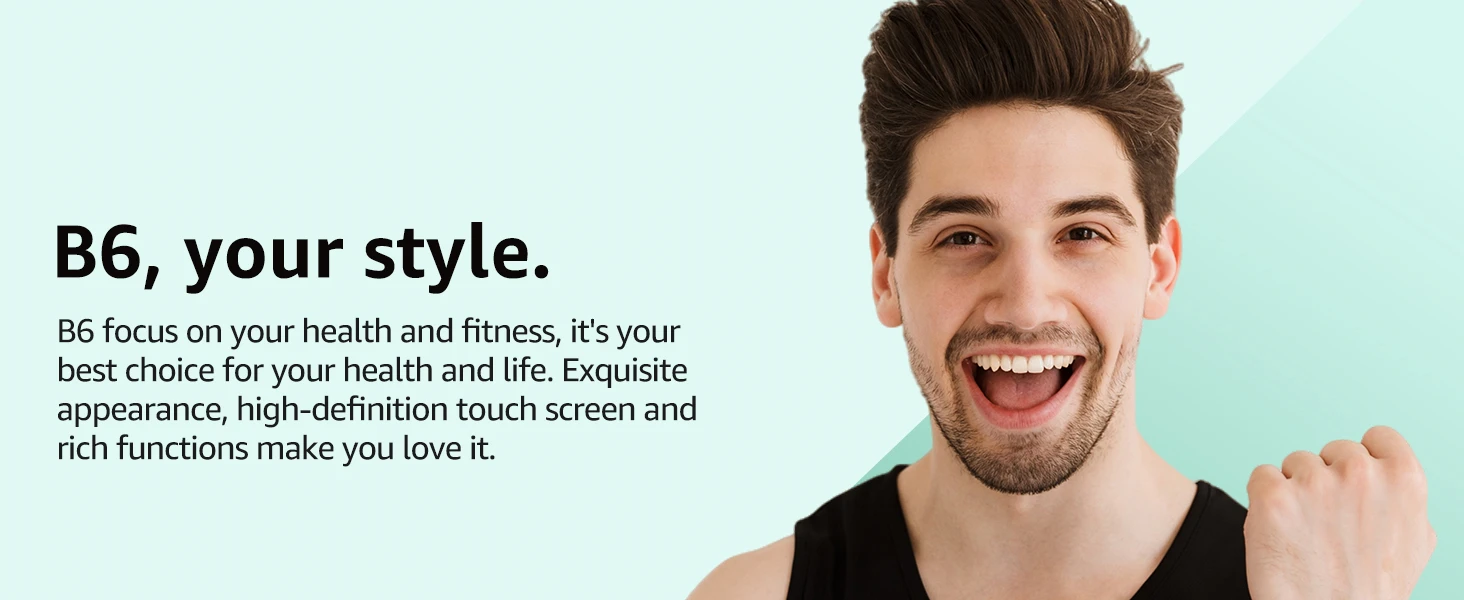 B6, your style.
B6 focus on your health and fitness, it's your
best choice for your health and life. Exquisite
appearance, high-definition touch screen and
rich functions make you love it.